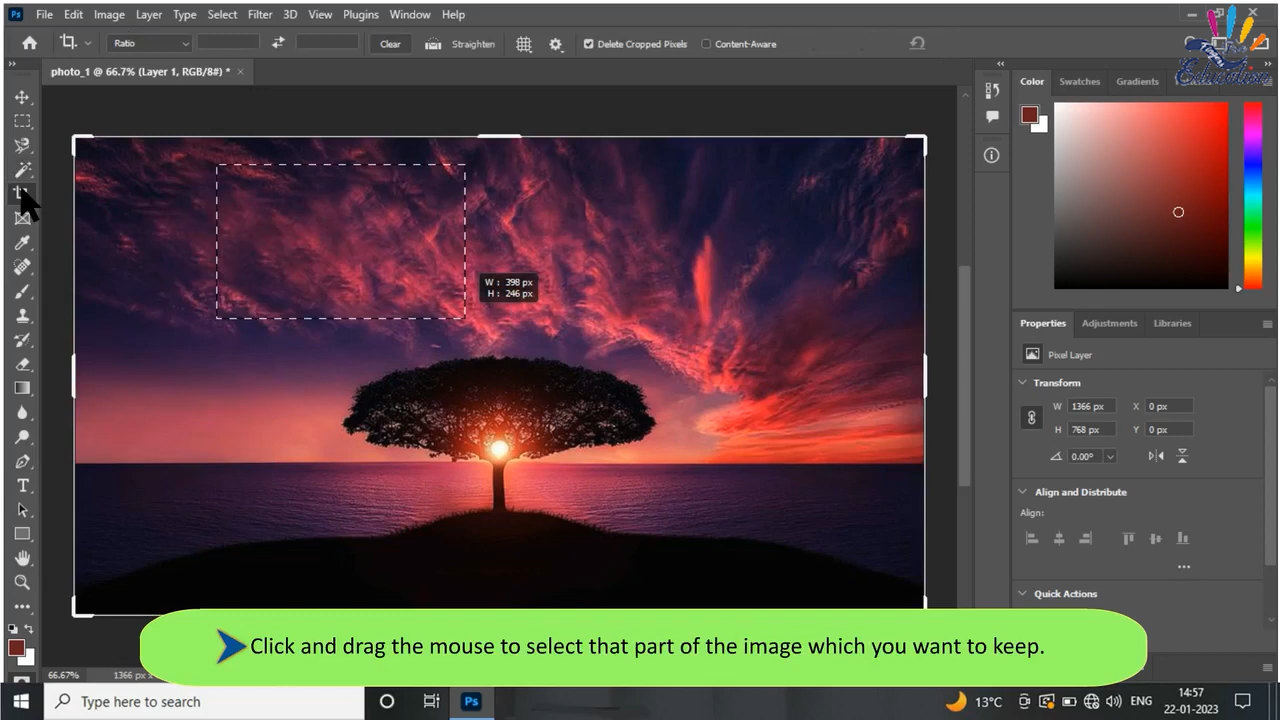 Ps File Edit Image Layer Type Select Filter 3D View Plugins Window Help
Ratio Clear Straighten Delete Cropped Pixels Content-Aware
photo_1 @ 66.7% (Layer 1, RGB/8#) * ×
Color Swatches Gradients
Education
W : 398 px
H : 246 px
Properties Adjustments Libraries
Pixel Layer
Transform
W 1366 px X 0 px
H 768 px Y 0 px
0.00°
Align and Distribute
Align:
Quick Actions
Click and drag the mouse to select that part of the image which you want to keep.
66.67% 1366 px
Type here to search
Ps
13°C
ENG
14:57
22-01-2023